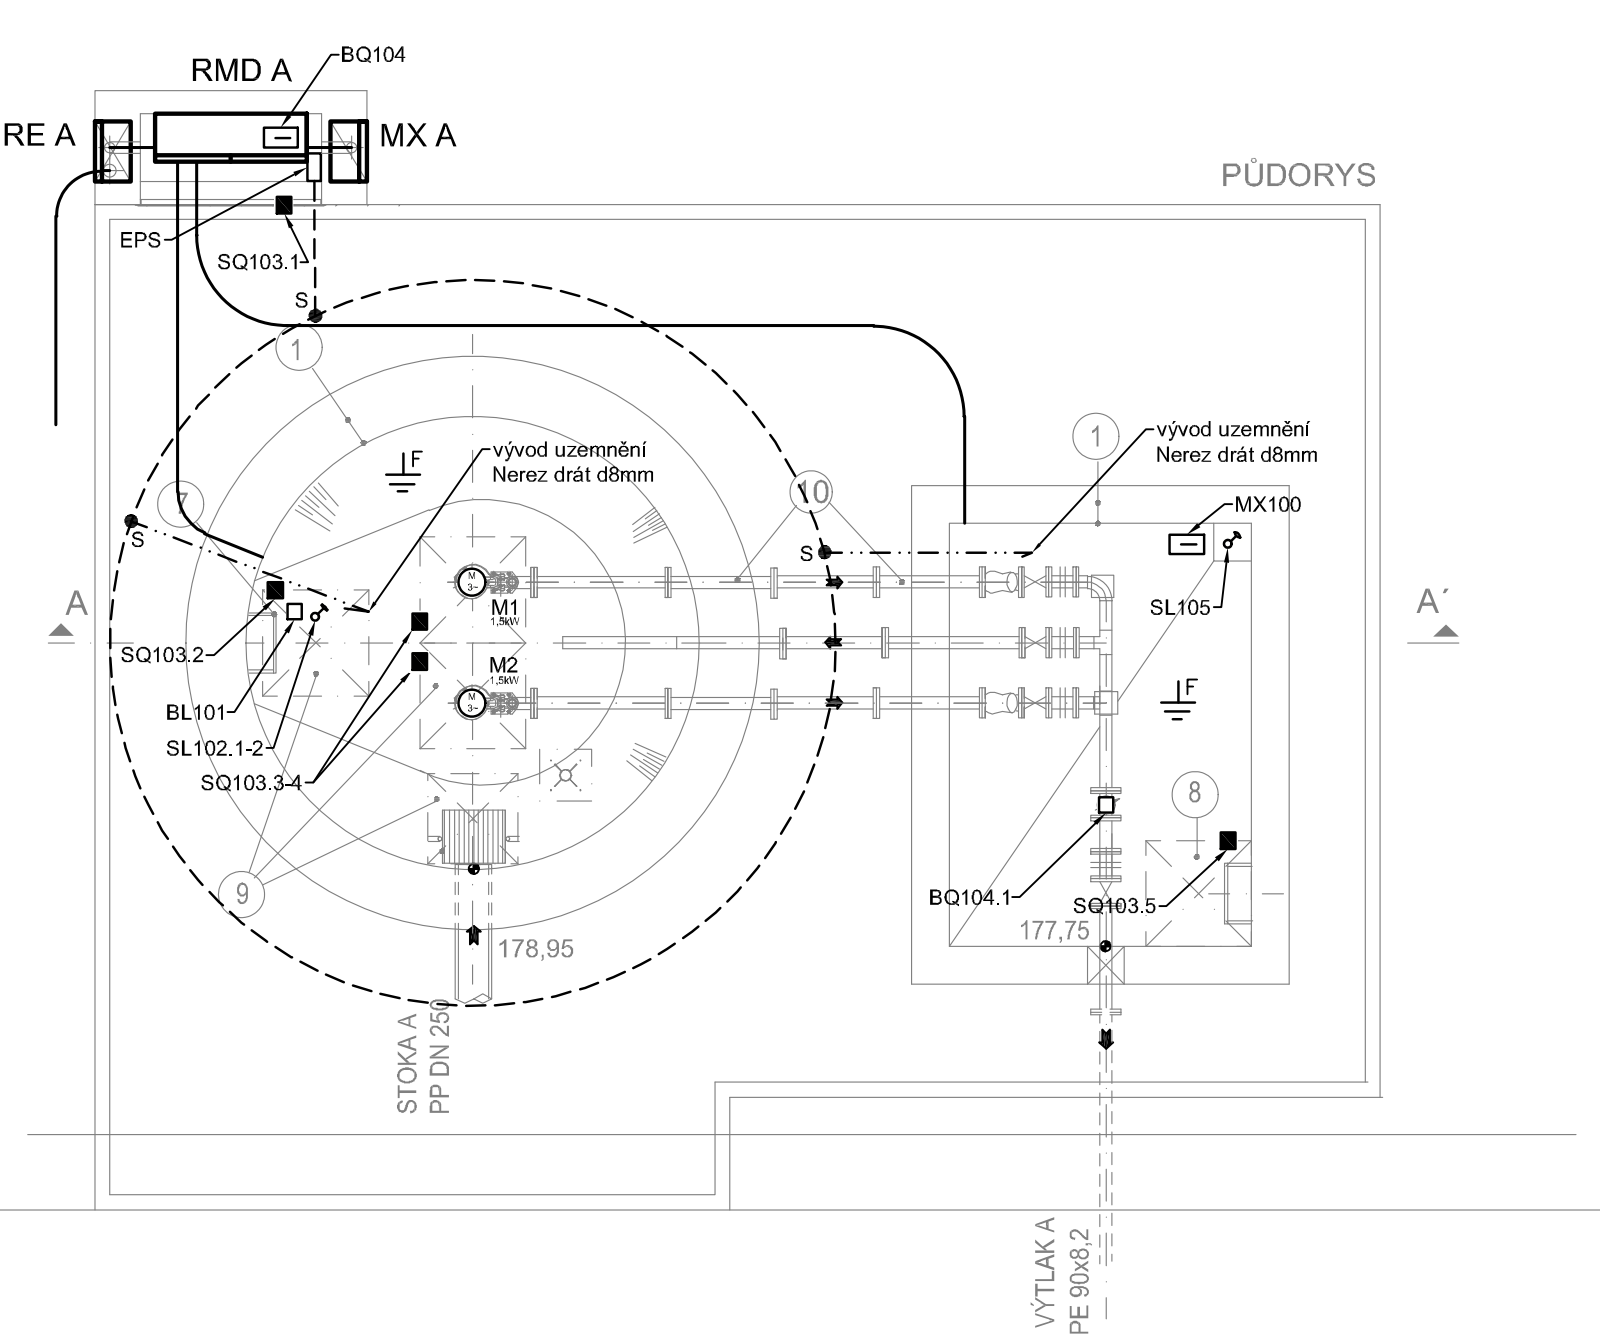 BQ104
RMD A
RE A
MX A
PŮDORYS
EPS
SQ103.1
S
1
vývod uzemnění
Nerez drát d8mm
F
1
vývod uzemnění
Nerez drát d8mm
7
10
S
S
MX100
M
3~
M1
1,5kW
SL105
A
A´
SQ103.2
M2
1,5kW
M
3~
F
BL101
SL102.1-2
SQ103.3-4
8
9
BQ104.1
SQ103.5
177,75
178,95
STOKA A
PP DN 250
VÝTLAK A
PE 90x8,2